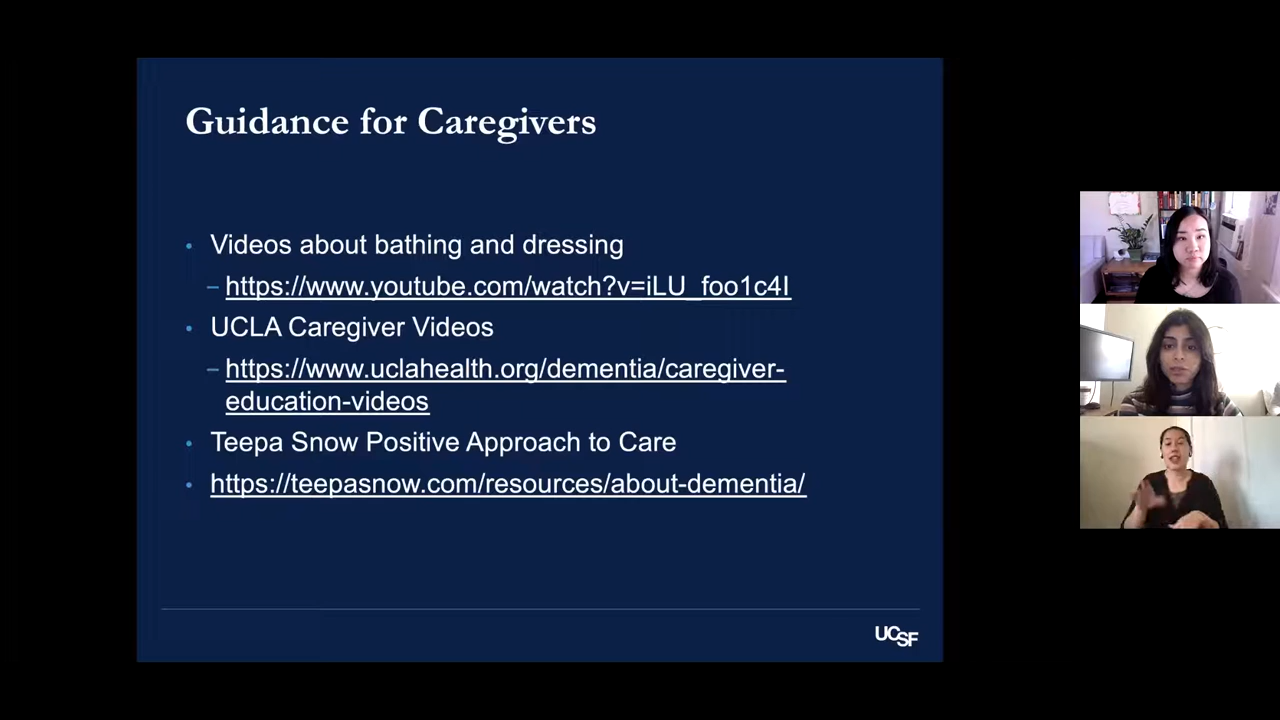 Guidance for Caregivers
• Videos about bathing and dressing
– https://www.youtube.com/watch?v=iLU_foo1c4I
• UCLA Caregiver Videos
– https://www.uclahealth.org/dementia/caregiver-
education-videos
• Teepa Snow Positive Approach to Care
• https://teepasnow.com/resources/about-dementia/
UCSF